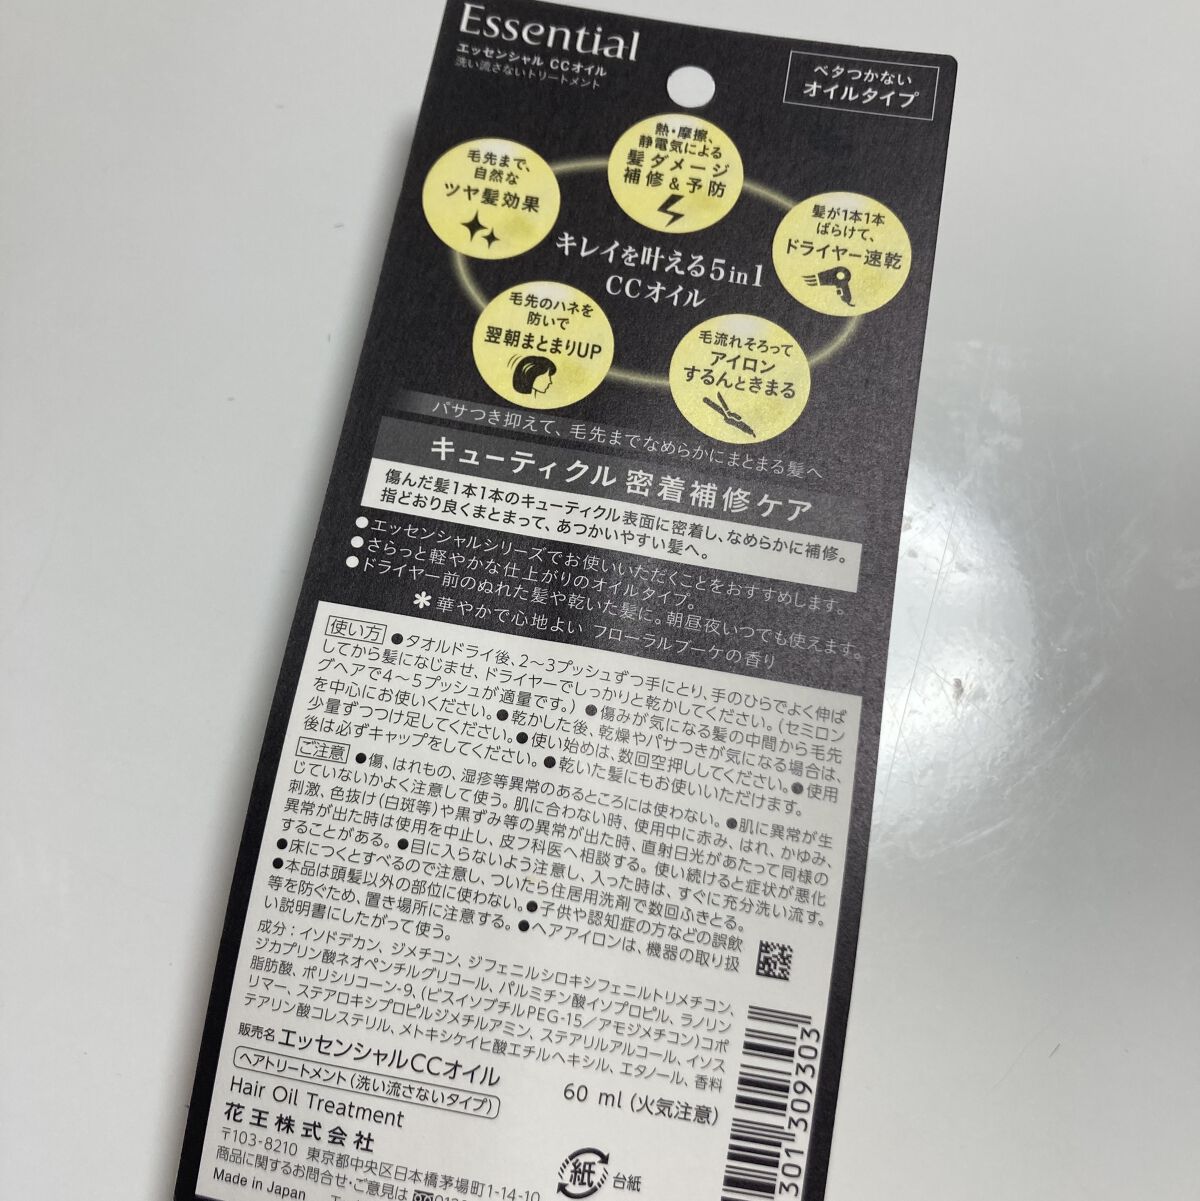 Essential
エッセンシャル CCオイル
洗い流さないトリートメント
ベタつかない
オイルタイプ
熱・摩擦、
静電気による
髪ダメージ
補修&予防
毛先まで、
自然な
ツヤ髪効果
髪が1本1本
ばらけて、
ドライヤー速乾
キレイを叶える5in1
CCオイル
毛先のハネを
防いで
翌朝まとまりUP
毛流れそろって
アイロン
するんときまる
パサつき抑えて、毛先までなめらかにまとまる髪へ
キューティクル 密着補修ケア
傷んだ髪1本1本のキューティクル表面に密着し、なめらかに補修。
指どおり良くまとまって、あつかいやすい髪へ。
●エッセンシャルシリーズでお使いいただくことをおすすめします。
●さらっと軽やかな仕上がりのオイルタイプ。
●ドライヤー前のぬれた髪や乾いた髪に。朝昼夜いつでも使えます。
＊華やかで心地よい フローラルブーケの香り
使い方 ●タオルドライ後、2〜3プッシュずつ手にとり、手のひらでよく伸ば
してから髪になじませ、ドライヤーでしっかりと乾かしてください。(セミロン
グヘアで4〜5プッシュが適量です。) ●傷みが気になる髪の中間から毛先
を中心にお使いください。●乾かした後、乾燥やパサつきが気になる場合は、
少量ずつつけ足してください。●使い始めは、数回空押ししてください。●使用
後は必ずキャップをしてください。 ●乾いた髪にもお使いいただけます。
ご注意 ●傷、はれもの、湿疹等異常のあるところには使わない。●肌に異常が生
じていないかよく注意して使う。肌に合わない時、使用中に赤み、はれ、かゆみ、
刺激、色抜け(白斑等)や黒ずみ等の異常が出た時、直射日光があたって同様の
異常が出た時は使用を中止し、皮フ科医へ相談する。使い続けると症状が悪化
することがある。●目に入らないよう注意し、入った時は、すぐに充分洗い流す。
●床につくとすべるので注意し、ついたら住居用洗剤で数回ふきとる。
●本品は頭髪以外の部位に使わない。●子供や認知症の方などの誤飲
等を防ぐため、置き場所に注意する。●ヘアアイロンは、機器の取り扱
い説明書にしたがって使う。
成分：イソドデカン、ジメチコン、ジフェニルシロキシフェニルトリメチコン、
ジカプリン酸ネオペンチルグリコール、パルミチン酸イソプロピル、ラノリン
脂肪酸、ポリシリコーン-9、(ビスイソブチルPEG-15／アモジメチコン)コポ
リマー、ステアロキシプロピルジメチルアミン、ステアリルアルコール、イソス
テアリン酸コレステリル、メトキシケイヒ酸エチルヘキシル、エタノール、香料
販売名 エッセンシャルCCオイル
ヘアトリートメント(洗い流さないタイプ)
60 ml (火気注意)
Hair Oil Treatment
花王株式会社
〒103-8210 東京都中央区日本橋茅場町1-14-10
商品に関するお問合せ・ご意見は
Made in Japan
紙 台紙
301 309303